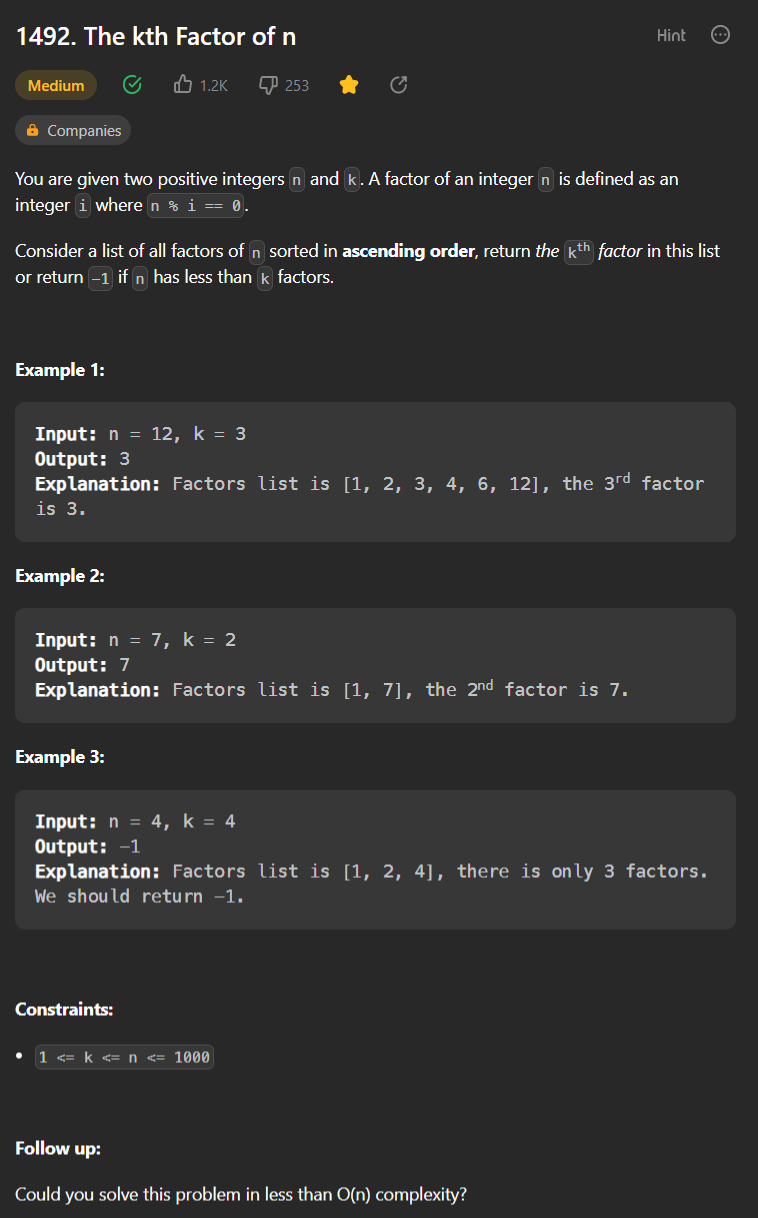 1492. The kth Factor of n
Hint
Medium
1.2K
253
Companies
You are given two positive integers n and k. A factor of an integer n is defined as an
integer i where n % i == 0.
Consider a list of all factors of n sorted in ascending order, return the kth factor in this list
or return -1 if n has less than k factors.
Example 1:
Input: n = 12, k = 3
Output: 3
Explanation: Factors list is [1, 2, 3, 4, 6, 12], the 3rd factor
is 3.
Example 2:
Input: n = 7, k = 2
Output: 7
Explanation: Factors list is [1, 7], the 2nd factor is 7.
Example 3:
Input: n = 4, k = 4
Output: -1
Explanation: Factors list is [1, 2, 4], there is only 3 factors.
We should return -1.
Constraints:
• 1 <= k <= n <= 1000
Follow up:
Could you solve this problem in less than O(n) complexity?